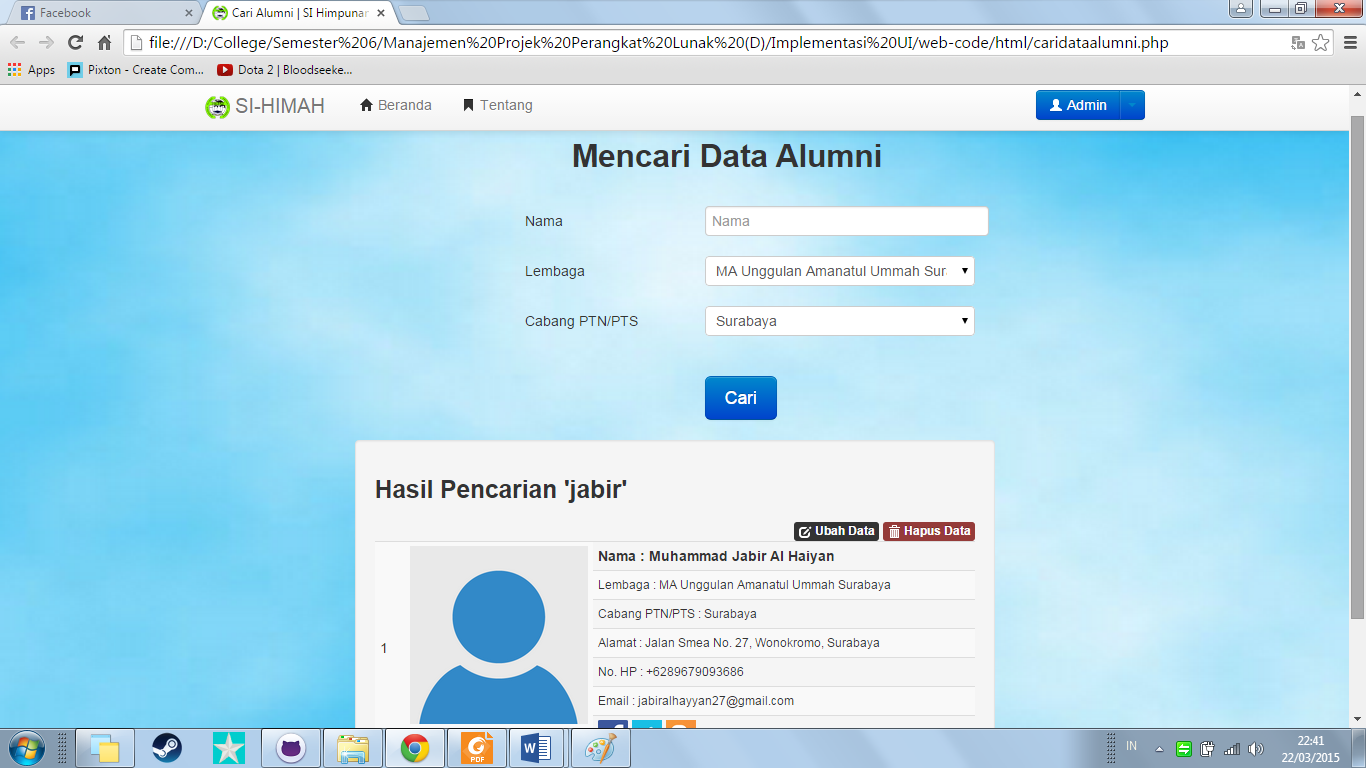 Facebook
Cari Alumni | SI Himpunan
file:///D:/College/Semester%206/Manajemen%20Projek%20Perangkat%20Lunak%20(D)/Implementasi%20UI/web-code/html/caridataalumni.php
Apps Pixton - Create Com... Dota 2 | Bloodseeke...
SI-HIMAH Beranda Tentang Admin
Mencari Data Alumni
Nama Nama
Lembaga MA Unggulan Amanatul Ummah Sur
Cabang PTN/PTS Surabaya
Cari
Hasil Pencarian 'jabir'
Ubah Data Hapus Data
1
Nama : Muhammad Jabir Al Haiyan
Lembaga : MA Unggulan Amanatul Ummah Surabaya
Cabang PTN/PTS : Surabaya
Alamat : Jalan Smea No. 27, Wonokromo, Surabaya
No. HP : +6289679093686
Email : jabiralhayyan27@gmail.com
PDF
IN
22:41
22/03/2015